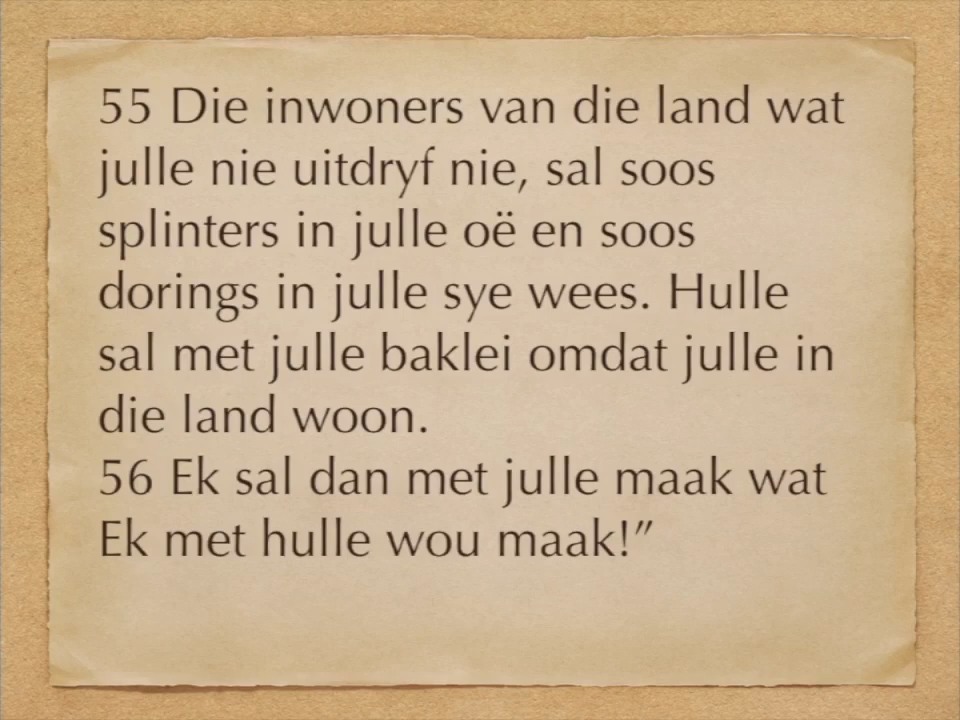 55 Die inwoners van die land wat
julle nie uitdryf nie, sal soos
splinters in julle oë en soos
dorings in julle sye wees. Hulle
sal met julle baklei omdat julle in
die land woon.
56 Ek sal dan met julle maak wat
Ek met hulle wou maak!”